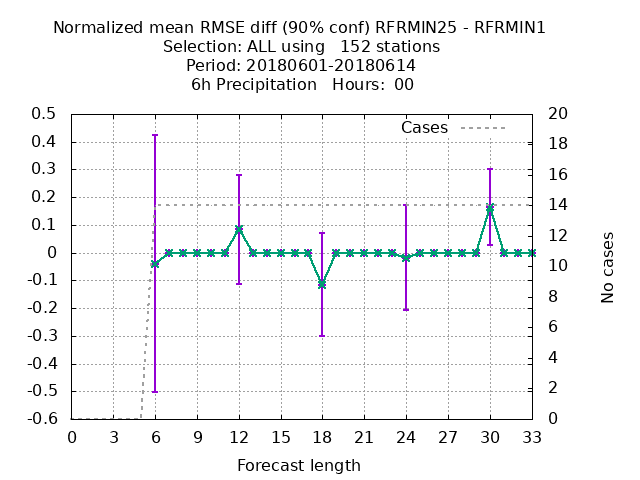 Normalized mean RMSE diff (90% conf) RFRMIN25 - RFRMIN1
Selection: ALL using   152 stations
Period: 20180601-20180614
6h Precipitation   Hours:  00
0.5
0.4
0.3
0.2
0.1
0
-0.1
-0.2
-0.3
-0.4
-0.5
-0.6
Cases
20
18
16
14
12
10
8
6
4
2
0
No cases
0 3 6 9 12 15 18 21 24 27 30 33
Forecast length